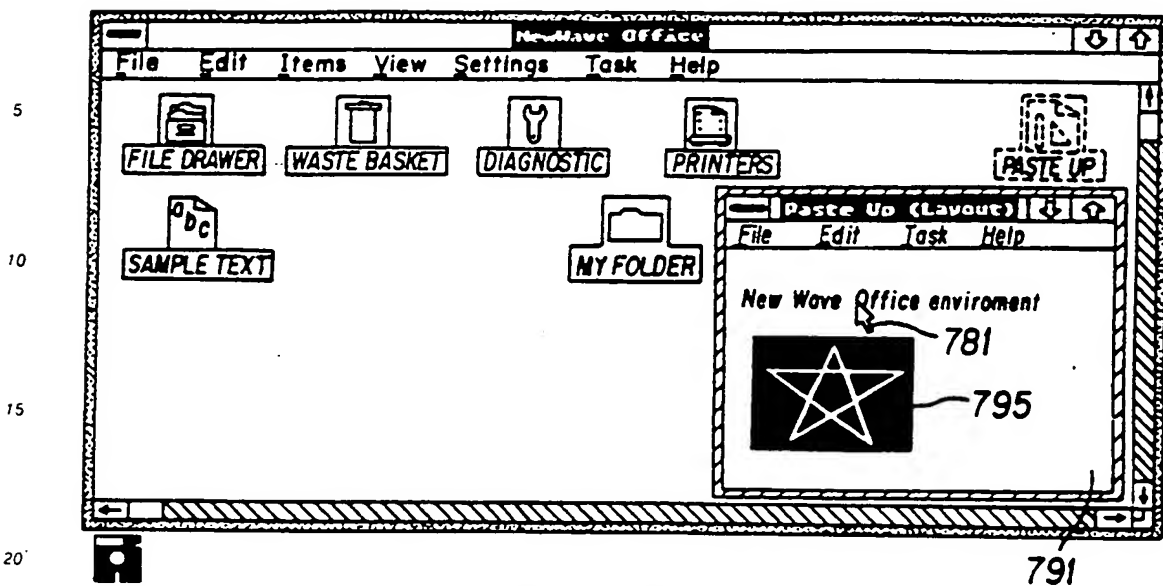 NewWave Office
File Edit Items View Settings Task Help
5
FILE DRAWER WASTE BASKET DIAGNOSTIC PRINTERS PASTE UP
abc
SAMPLE TEXT MY FOLDER
Paste Up (Layout)
File Edit Task Help
10
New Wave Office enviroment
781
795
15
20
791